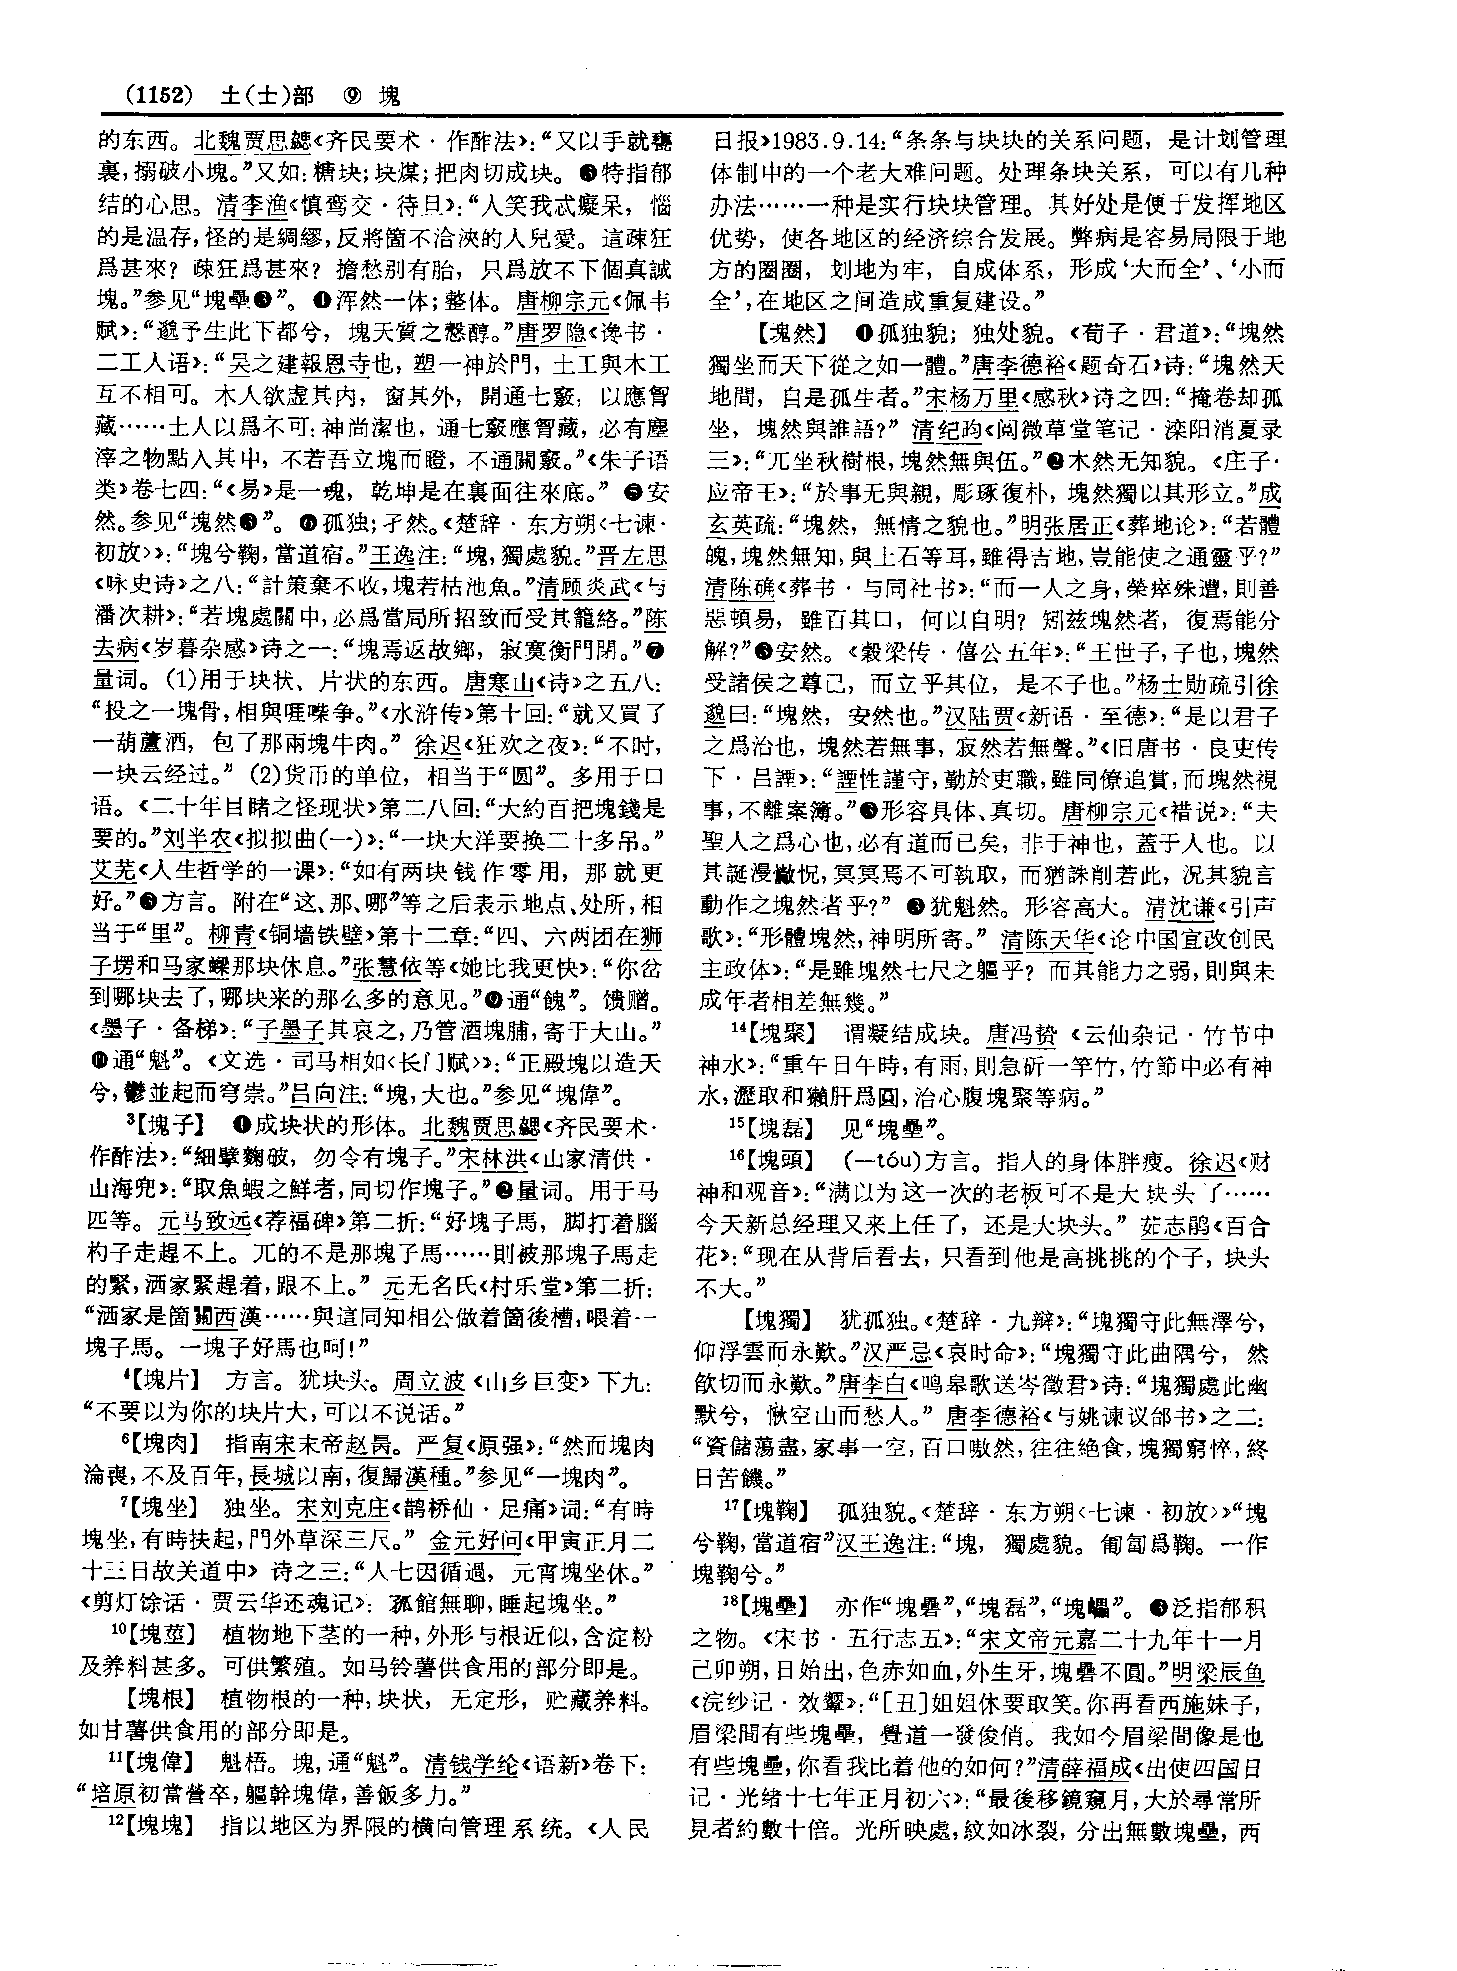 (1152) 土(士)部 ⑨ 塊
的东西。北魏贾思勰《齐民要术·作酢法》：“又以手就甕
裏，搦破小塊。”又如：糖块；块煤；把肉切成块。❸特指郁
结的心思。清李渔《慎鸾交·待旦》：“人笑我忒癡呆，惱
的是温存，怪的是綢繆，反將箇不洽浹的人兒愛。這疎狂
爲甚來？疎狂爲甚來？擔愁别有胎，只爲放不下個真誠
塊。”参见“塊壘❸”。❹浑然一体；整体。唐柳宗元《佩韦
赋》：“邈予生此下都兮，塊天質之慤醇。”唐罗隐《谗书·
二工人语》：“吴之建報恩寺也，塑一神於門，土工與木工
互不相可。木人欲虚其内，窗其外，開通七竅，以應胷
藏……土人以爲不可：神尚潔也，通七竅應胷藏，必有塵
滓之物點入其中，不若吾立塊而瞪，不通關竅。”《朱子语
类》卷七四：“《易》是一塊，乾坤是在裏面往來底。”❺安
然。参见“塊然❸”。❻孤独；孑然。《楚辞·东方朔〈七谏·
初放〉》：“塊兮鞠，當道宿。”王逸注：“塊，獨處貌。”晋左思
《咏史诗》之八：“計策棄不收，塊若枯池魚。”清顾炎武《与
潘次耕》：“若塊處關中，必爲當局所招致而受其籠絡。”陈
去病《岁暮杂感》诗之一：“塊焉返故鄉，寂寞衡門閉。”❼
量词。(1)用于块状、片状的东西。唐寒山《诗》之五八：
“投之一塊骨，相與啀喍争。”《水浒传》第十回：“就又買了
一葫蘆酒，包了那兩塊牛肉。”徐迟《狂欢之夜》：“不时，
一块云经过。”(2)货币的单位，相当于“圆”。多用于口
语。《二十年目睹之怪现状》第二八回：“大約百把塊錢是
要的。”刘半农《拟拟曲(一)》：“一块大洋要换二十多吊。”
艾芜《人生哲学的一课》：“如有两块钱作零用，那就更
好。”❽方言。附在“这、那、哪”等之后表示地点、处所，相
当于“里”。柳青《铜墙铁壁》第十二章：“四、六两团在狮
子塄和马家𡎚那块休息。”张慧依等《她比我更快》：“你岔
到哪块去了，哪块来的那么多的意见。”❾通“餽”。馈赠。
《墨子·备梯》：“子墨子其哀之，乃管酒塊脯，寄于大山。”
❿通“魁”。《文选·司马相如〈长门赋〉》：“正殿塊以造天
兮，鬱並起而穹崇。”吕向注：“塊，大也。”参见“塊偉”。
³【塊子】 ❶成块状的形体。北魏贾思勰《齐民要术·
作酢法》：“細擘麴破，勿令有塊子。”宋林洪《山家清供·
山海兜》：“取魚蝦之鮮者，同切作塊子。”❷量词。用于马
匹等。元马致远《荐福碑》第二折：“好塊子馬，脚打着腦
杓子走趕不上。兀的不是那塊子馬……則被那塊子馬走
的緊，洒家緊趕着，跟不上。”元无名氏《村乐堂》第二折：
“洒家是箇關西漢……與這同知相公做着箇後槽，喂着一
塊子馬。一塊子好馬也呵！”
⁴【塊片】 方言。犹块头。周立波《山乡巨变》下九：
“不要以为你的块片大，可以不说话。”
⁶【塊肉】 指南宋末帝赵昺。严复《原强》：“然而塊肉
淪喪，不及百年，長城以南，復歸漢種。”参见“一塊肉”。
⁷【塊坐】 独坐。宋刘克庄《鹊桥仙·足痛》词：“有時
塊坐，有時扶起，門外草深三尺。”金元好问《甲寅正月二
十三日故关道中》诗之三：“人七因循過，元宵塊坐休。”
《剪灯馀话·贾云华还魂记》：孤館無聊，睡起塊坐。”
¹⁰【塊莖】 植物地下茎的一种，外形与根近似，含淀粉
及养料甚多。可供繁殖。如马铃薯供食用的部分即是。
【塊根】 植物根的一种，块状，无定形，贮藏养料。
如甘薯供食用的部分即是。
¹¹【塊偉】 魁梧。塊，通“魁”。清钱学纶《语新》卷下：
“培原初當營卒，軀幹塊偉，善飯多力。”
¹²【塊塊】 指以地区为界限的横向管理系统。《人民
日报》1983.9.14：“条条与块块的关系问题，是计划管理
体制中的一个老大难问题。处理条块关系，可以有几种
办法……一种是实行块块管理。其好处是便于发挥地区
优势，使各地区的经济综合发展。弊病是容易局限于地
方的圈圈，划地为牢，自成体系，形成‘大而全’、‘小而
全’，在地区之间造成重复建设。”
【塊然】 ❶孤独貌；独处貌。《荀子·君道》：“塊然
獨坐而天下從之如一體。”唐李德裕《题奇石》诗：“塊然天
地間，自是孤生者。”宋杨万里《感秋》诗之四：“掩卷却孤
坐，塊然與誰語？”清纪昀《阅微草堂笔记·滦阳消夏录
三》：“兀坐秋樹根，塊然無與伍。”❷木然无知貌。《庄子·
应帝王》：“於事无與親，彫琢復朴，塊然獨以其形立。”成
玄英疏：“塊然，無情之貌也。”明张居正《葬地论》：“若體
魄，塊然無知，與土石等耳，雖得吉地，豈能使之通靈乎？”
清陈确《葬书·与同社书》：“而一人之身，榮瘁殊遭，則善
惡頓易，雖百其口，何以自明？矧兹塊然者，復焉能分
解？”❸安然。《穀梁传·僖公五年》：“王世子，子也，塊然
受諸侯之尊己，而立乎其位，是不子也。”杨士勋疏引徐
邈曰：“塊然，安然也。”汉陆贾《新语·至德》：“是以君子
之爲治也，塊然若無事，寂然若無聲。”《旧唐书·良吏传
下·吕諲》：“諲性謹守，勤於吏職，雖同僚追賞，而塊然視
事，不離案簿。”❸形容具体、真切。唐柳宗元《𥜥说》：“夫
聖人之爲心也，必有道而已矣，非于神也，蓋于人也。以
其誕漫惝怳，冥冥焉不可執取，而猶誅削若此，況其貌言
動作之塊然者乎？”❸犹魁然。形容高大。清沈谦《引声
歌》：“形體塊然，神明所寄。”清陈天华《论中国宜改创民
主政体》：“是雖塊然七尺之軀乎？而其能力之弱，則與未
成年者相差無幾。”
¹⁴【塊聚】 谓凝结成块。唐冯贽《云仙杂记·竹节中
神水》：“重午日午時，有雨，則急斫一竿竹，竹節中必有神
水，瀝取和獺肝爲圓，治心腹塊聚等病。”
¹⁵【塊磊】 见“塊壘”。
¹⁶【塊頭】 (—tóu)方言。指人的身体胖瘦。徐迟《财
神和观音》：“满以为这一次的老板可不是大块头了……
今天新总经理又来上任了，还是大块头。”茹志鹃《百合
花》：“现在从背后看去，只看到他是高挑挑的个子，块头
不大。”
【塊獨】 犹孤独。《楚辞·九辩》：“塊獨守此無澤兮，
仰浮雲而永歎。”汉严忌《哀时命》：“塊獨守此曲隅兮，然
欿切而永歎。”唐李白《鸣皋歌送岑徵君》诗：“塊獨處此幽
默兮，愀空山而愁人。”唐李德裕《与姚谏议郃书》之二：
“資儲蕩盡，家事一空，百口嗷然，往往绝食，塊獨窮悴，終
日苦饑。”
¹⁷【塊鞠】 孤独貌。《楚辞·东方朔〈七谏·初放〉》“塊
兮鞠，當道宿”汉王逸注：“塊，獨處貌。匍匐爲鞠。一作
塊鞠兮。”
¹⁸【塊壘】 亦作“塊礨”，“塊磊”，“塊㠥”。❸泛指郁积
之物。《宋书·五行志五》：“宋文帝元嘉二十九年十一月
己卯朔，日始出，色赤如血，外生牙，塊礨不圓。”明梁辰鱼
《浣纱记·效颦》：“[丑]姐姐休要取笑。你再看西施妹子，
眉梁間有些塊壘，覺道一發俊俏。我如今眉梁間像是也
有些塊壘，你看我比着他的如何？”清薛福成《出使四国日
记·光绪十七年正月初六》：“最後移鏡窺月，大於尋常所
見者約數十倍。光所映處，紋如冰裂，分出無數塊壘，西